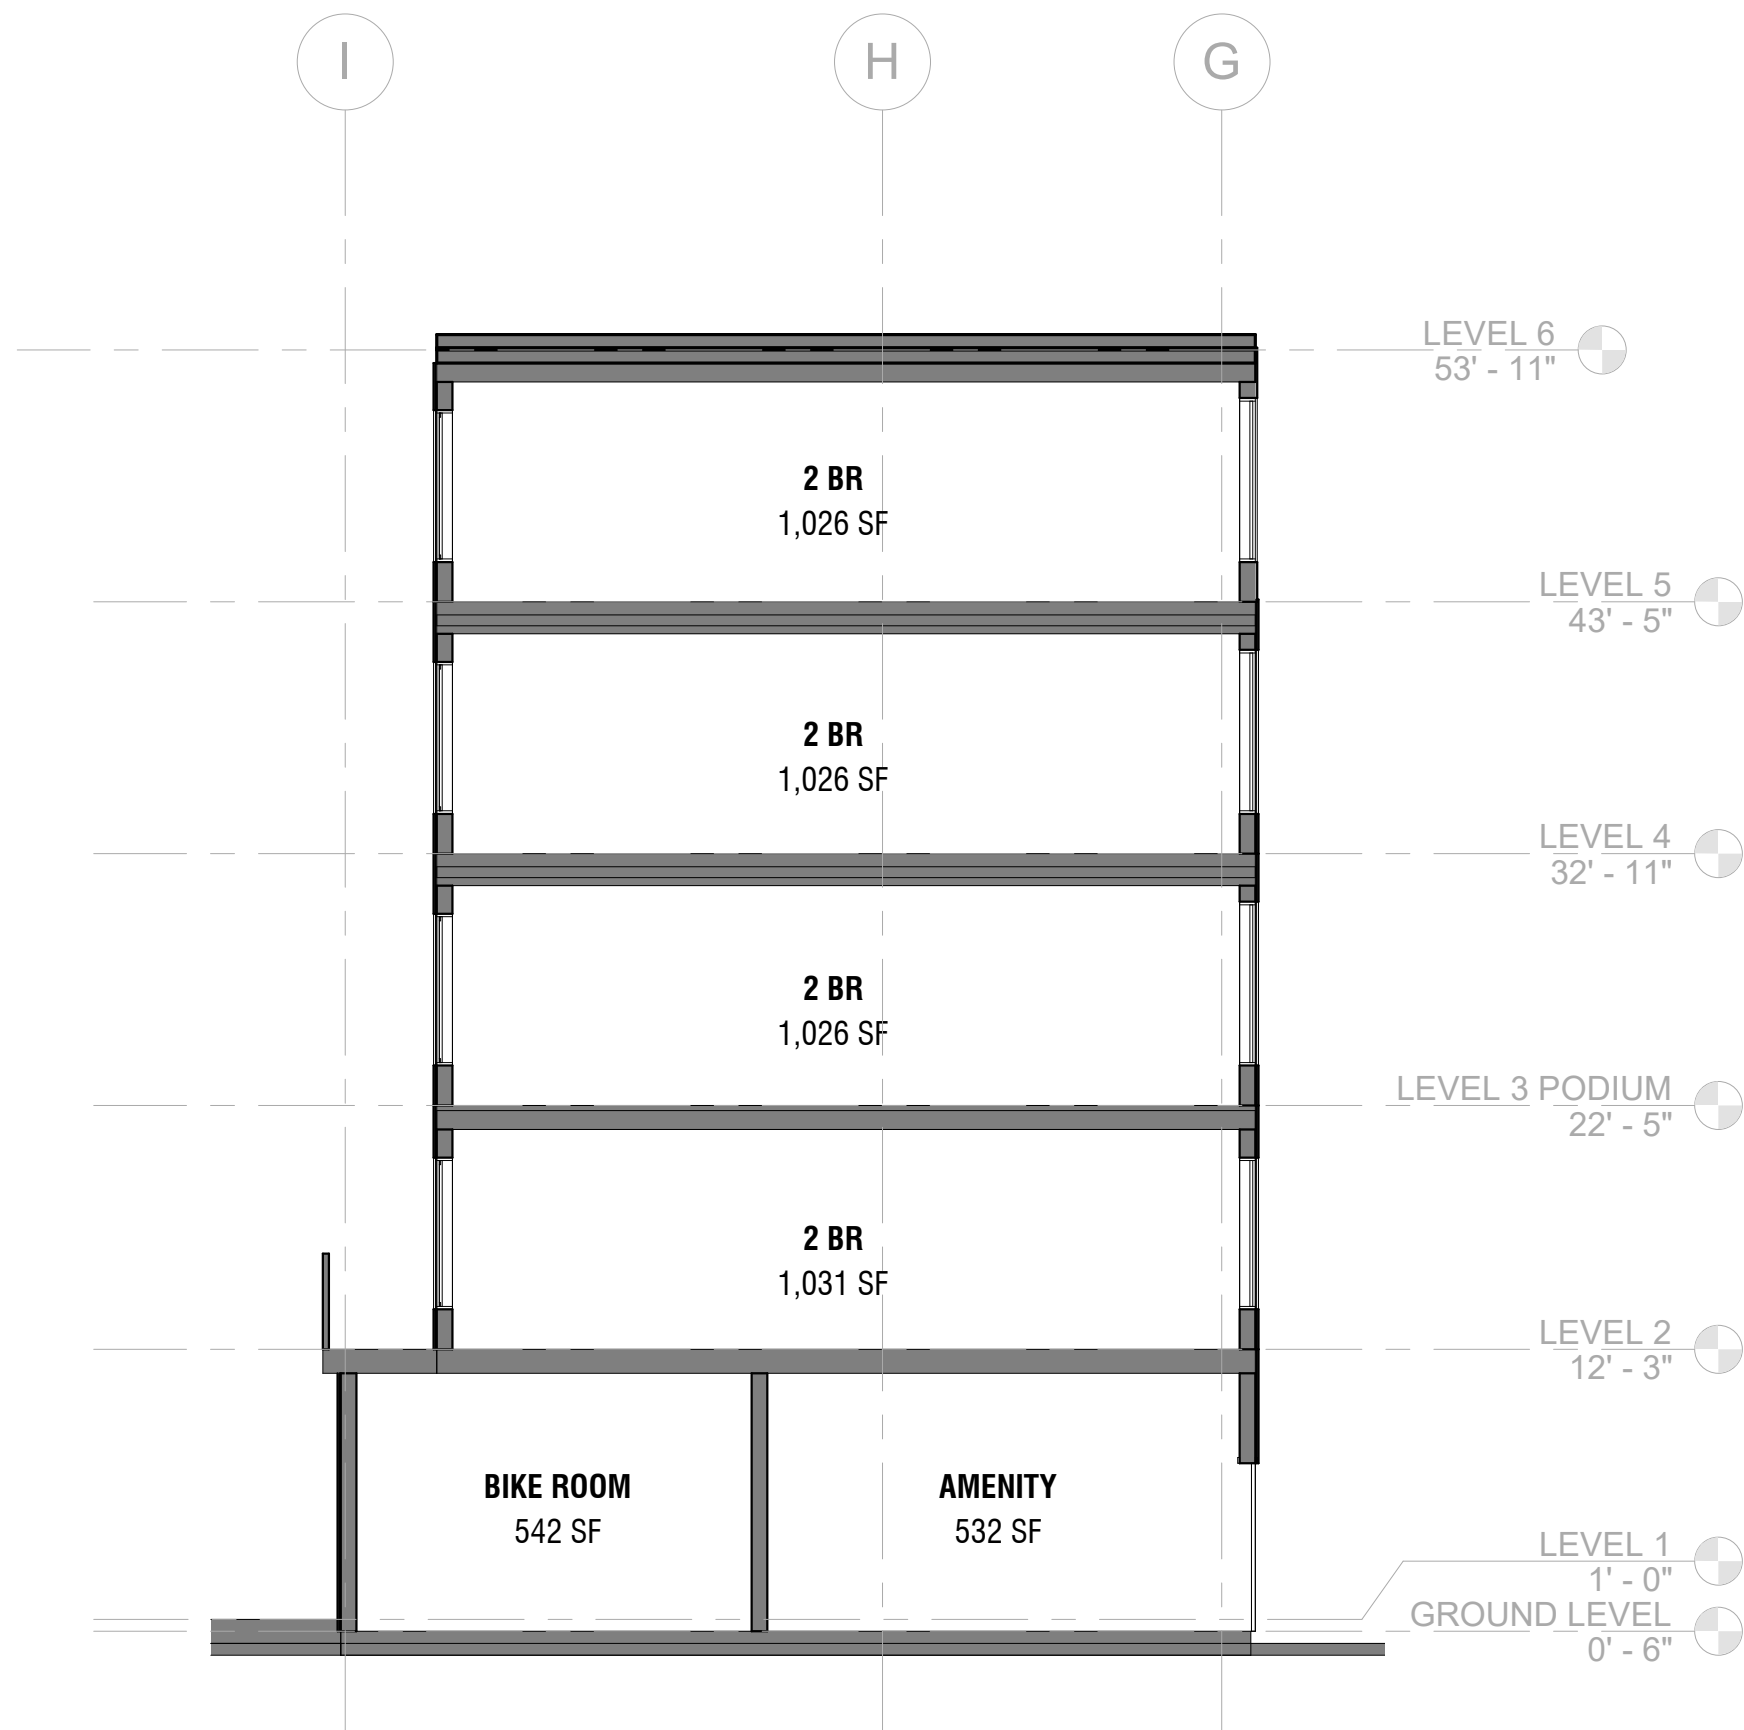 I
H
G
LEVEL 6
53' - 11"
2 BR
1,026 SF
LEVEL 5
43' - 5"
2 BR
1,026 SF
LEVEL 4
32' - 11"
2 BR
1,026 SF
LEVEL 3 PODIUM
22' - 5"
2 BR
1,031 SF
LEVEL 2
12' - 3"
BIKE ROOM
542 SF
AMENITY
532 SF
LEVEL 1
1' - 0"
GROUND LEVEL
0' - 6"